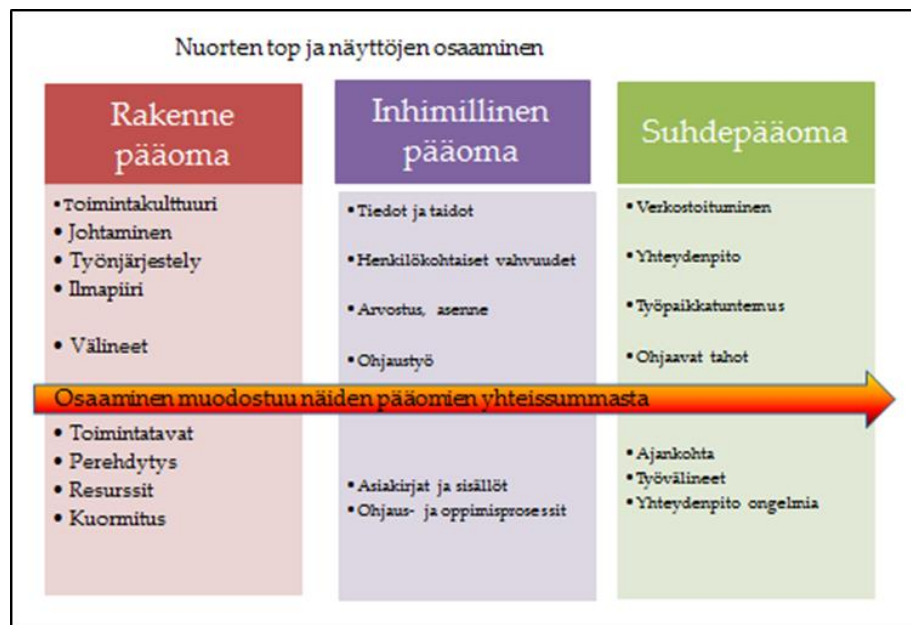 Nuorten top ja näyttöjen osaaminen
Rakenne
pääoma
• Toimintakulttuuri
• Johtaminen
• Työnjärjestely
• Ilmapiiri
• Välineet
Inhimillinen
pääoma
• Tiedot ja taidot
• Henkilökohtaiset vahvuudet
• Arvostus, asenne
• Ohjaustyö
Suhdepääoma
• Verkostoituminen
• Yhteydenpito
• Työpaikkatuntemus
• Ohjaavat tahot
Osaaminen muodostuu näiden pääomien yhteissummasta
• Toimintatavat
• Perehdytys
• Resurssit
• Kuormitus
• Asiakirjat ja sisällöt
• Ohjaus- ja oppimisprosessit
• Ajankohta
• Työvälineet
• Yhteydenpito ongelmia